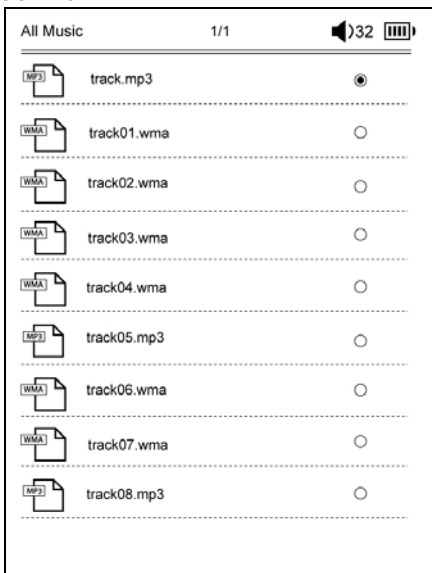 All Music 1/1 32
MP3 track.mp3
WMA track01.wma
WMA track02.wma
WMA track03.wma
WMA track04.wma
MP3 track05.mp3
WMA track06.wma
WMA track07.wma
MP3 track08.mp3